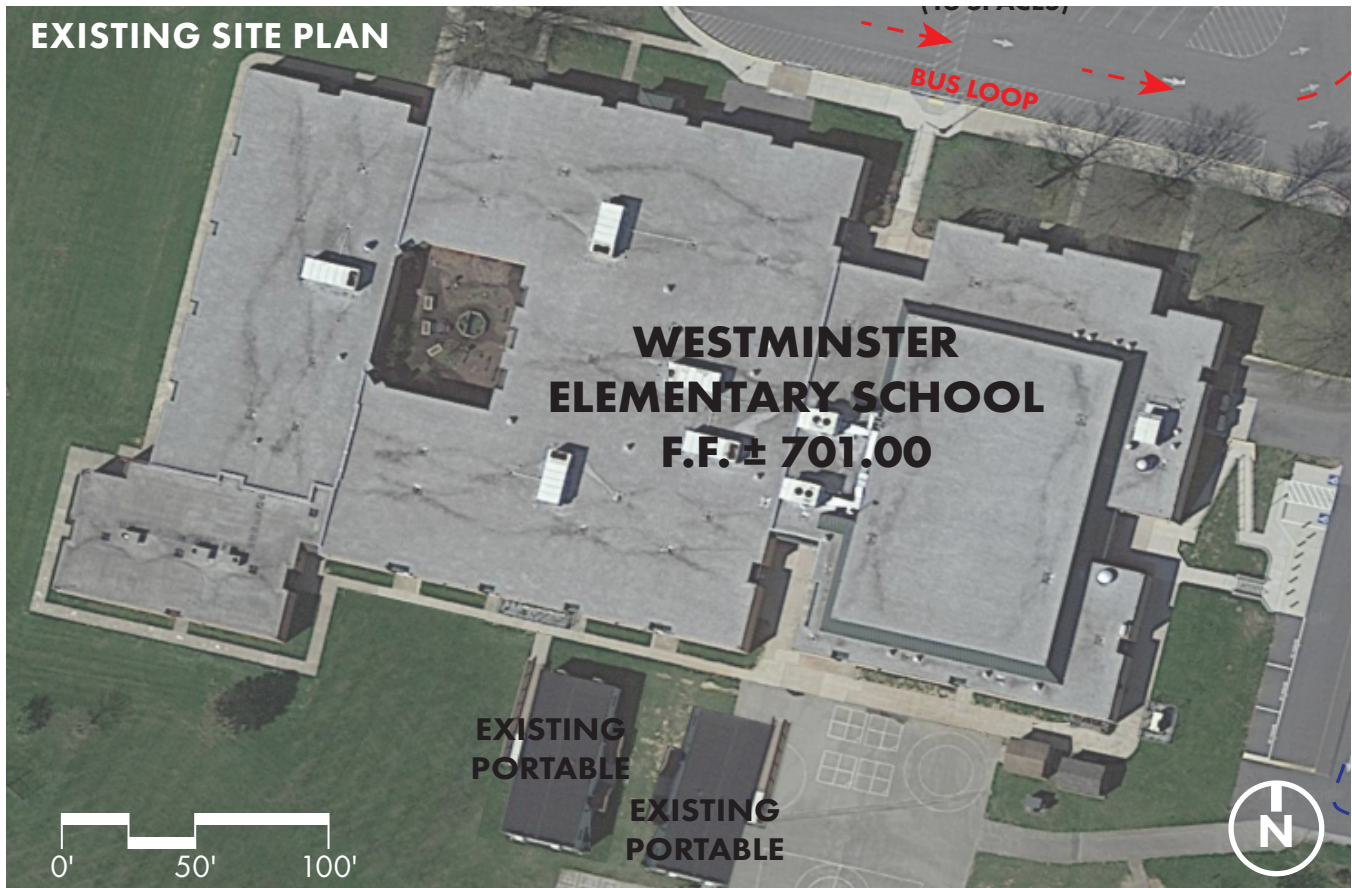 EXISTING SITE PLAN
BUS LOOP
WESTMINSTER
ELEMENTARY SCHOOL
F.F. ± 701.00
EXISTING
PORTABLE
EXISTING
PORTABLE
0' 50' 100'
N